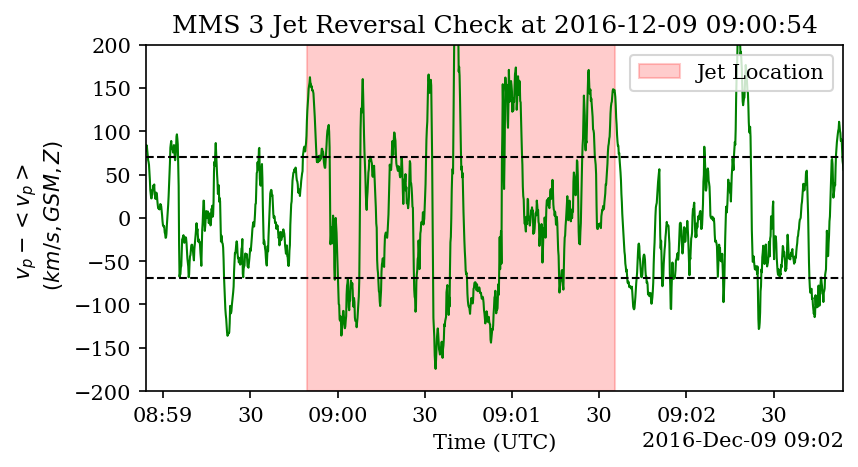 MMS 3 Jet Reversal Check at 2016-12-09 09:00:54
Jet Location
v_p − < v_p >
(km/s, GSM, Z)
200
150
100
50
0
−50
−100
−150
−200
08:59 30 09:00 30 09:01 30 09:02 30
Time (UTC)
2016-Dec-09 09:02